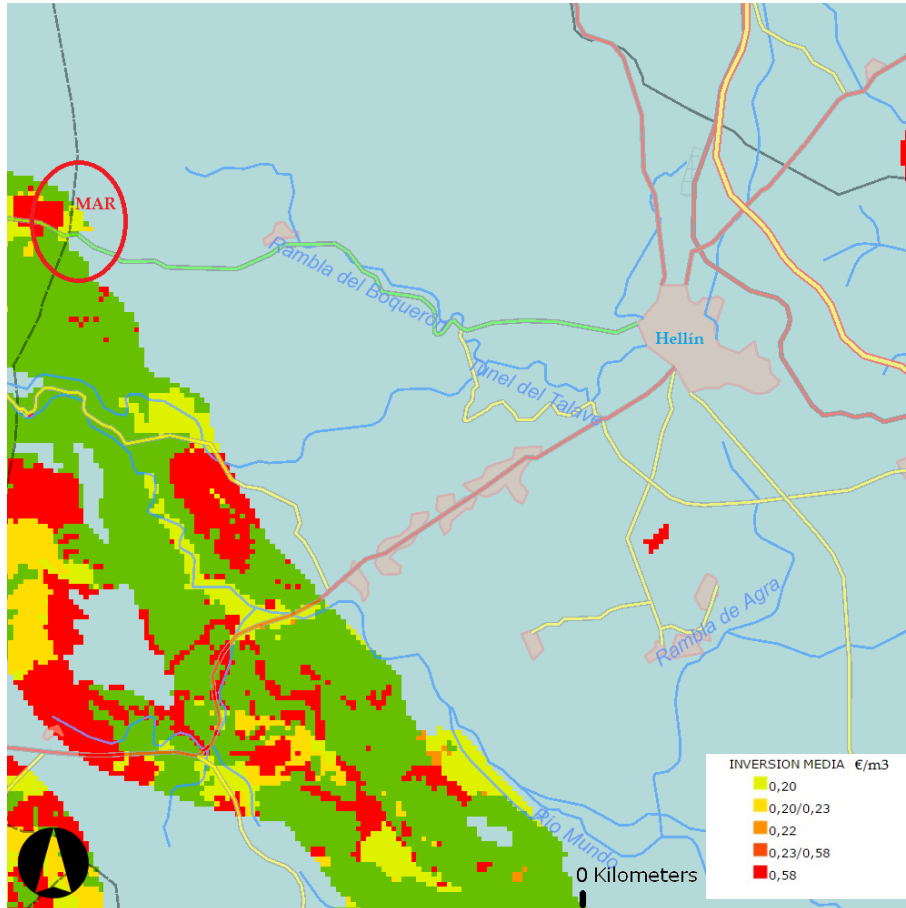 MAR
Rambla del Boquerón
Hellín
Túnel del Talave
Rambla de Agra
Río Mundo
0 Kilometers
INVERSION MEDIA €/m3
0,20
0,20/0,23
0,22
0,23/0,58
0,58